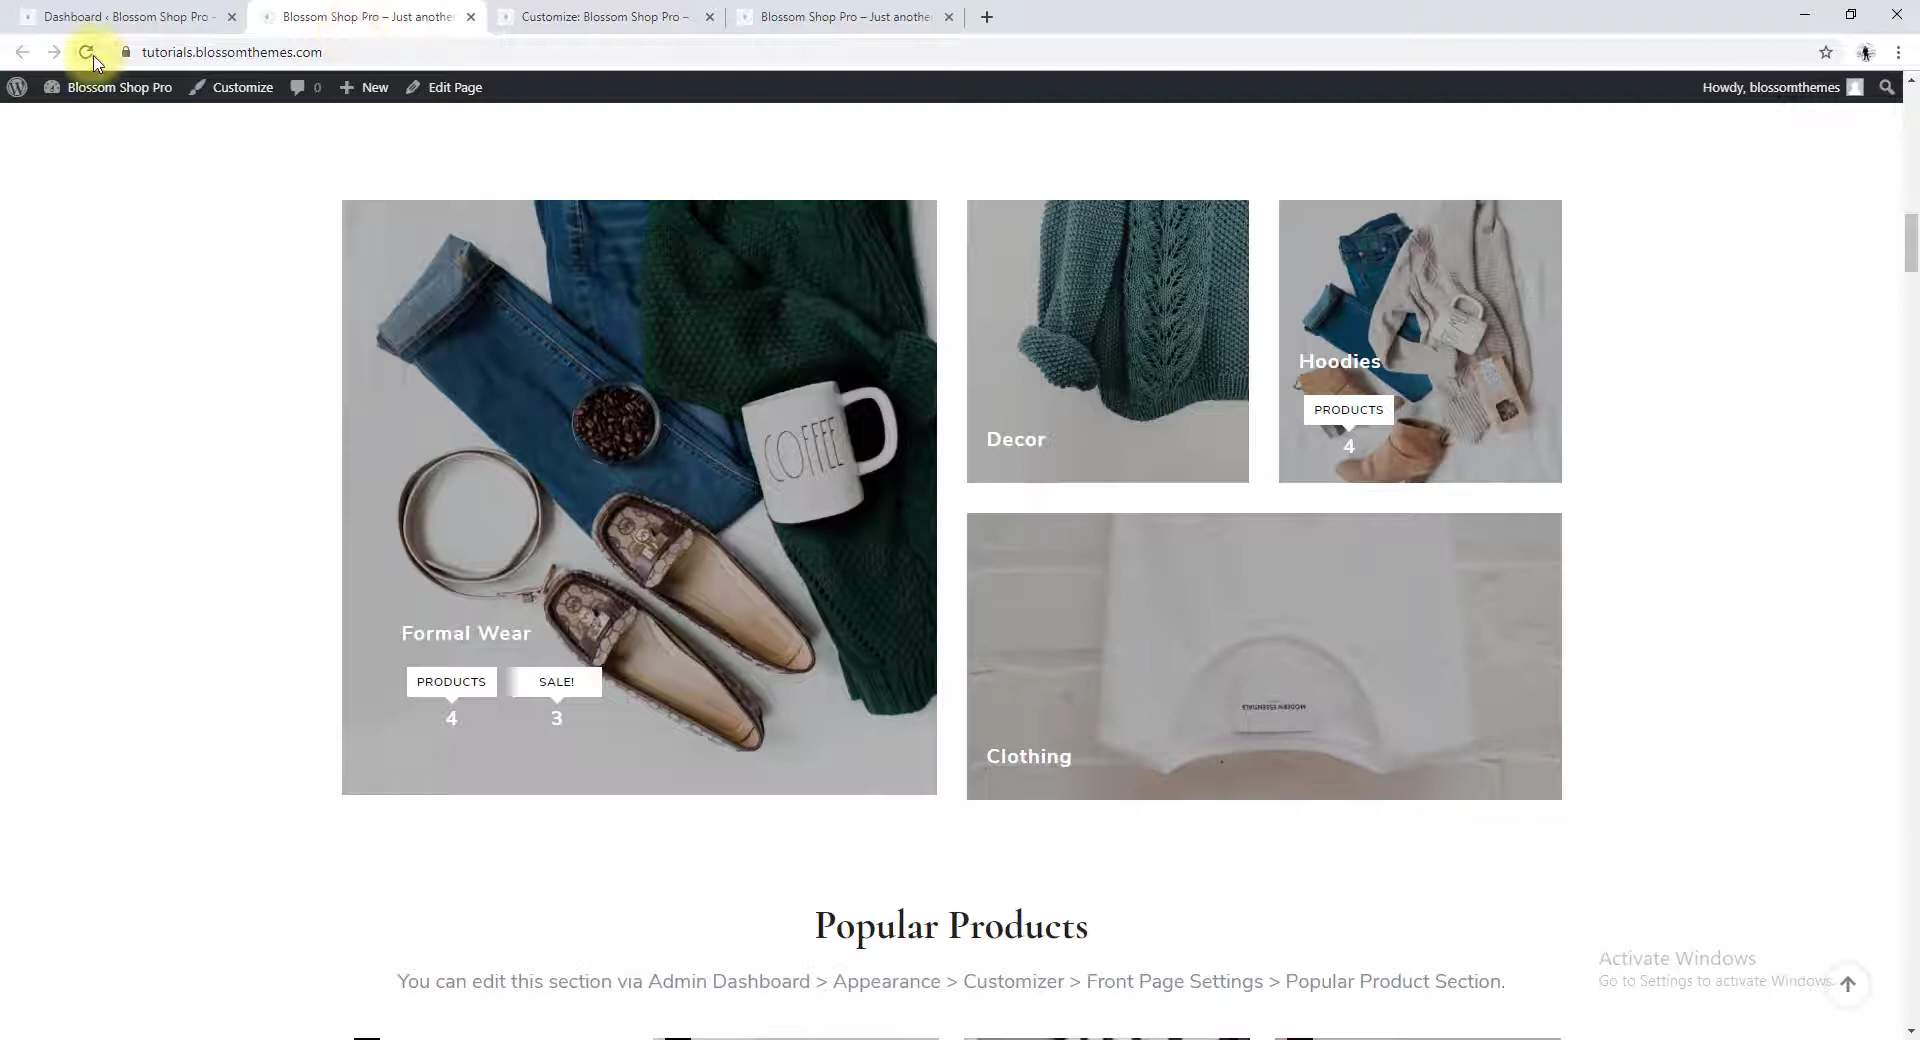 Dashboard ‹ Blossom Shop Pro -
Blossom Shop Pro – Just anothe
Customize: Blossom Shop Pro –
Blossom Shop Pro – Just anothe
tutorials.blossomthemes.com
Blossom Shop Pro
Customize
0
New
Edit Page
Howdy, blossomthemes
COFFEE
Decor
Hoodies
PRODUCTS
4
Formal Wear
PRODUCTS
4
SALE!
3
MODERN ESSENTIALS
Clothing
Popular Products
You can edit this section via Admin Dashboard > Appearance > Customizer > Front Page Settings > Popular Product Section.
Activate Windows
Go to Settings to activate Windows.